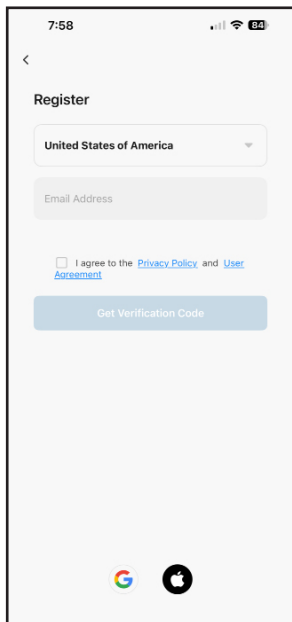 7:58
84
Register
United States of America
Email Address
I agree to the Privacy Policy and User
Agreement
Get Verification Code